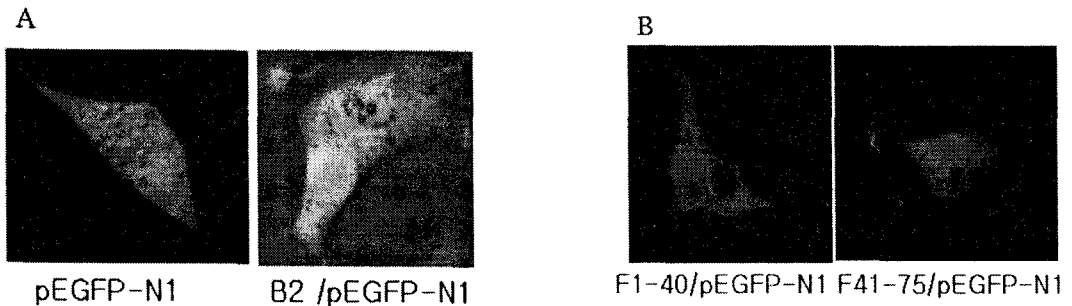 A
B
pEGFP-N1
B2 /pEGFP-N1
F1-40/pEGFP-N1
F41-75/pEGFP-N1